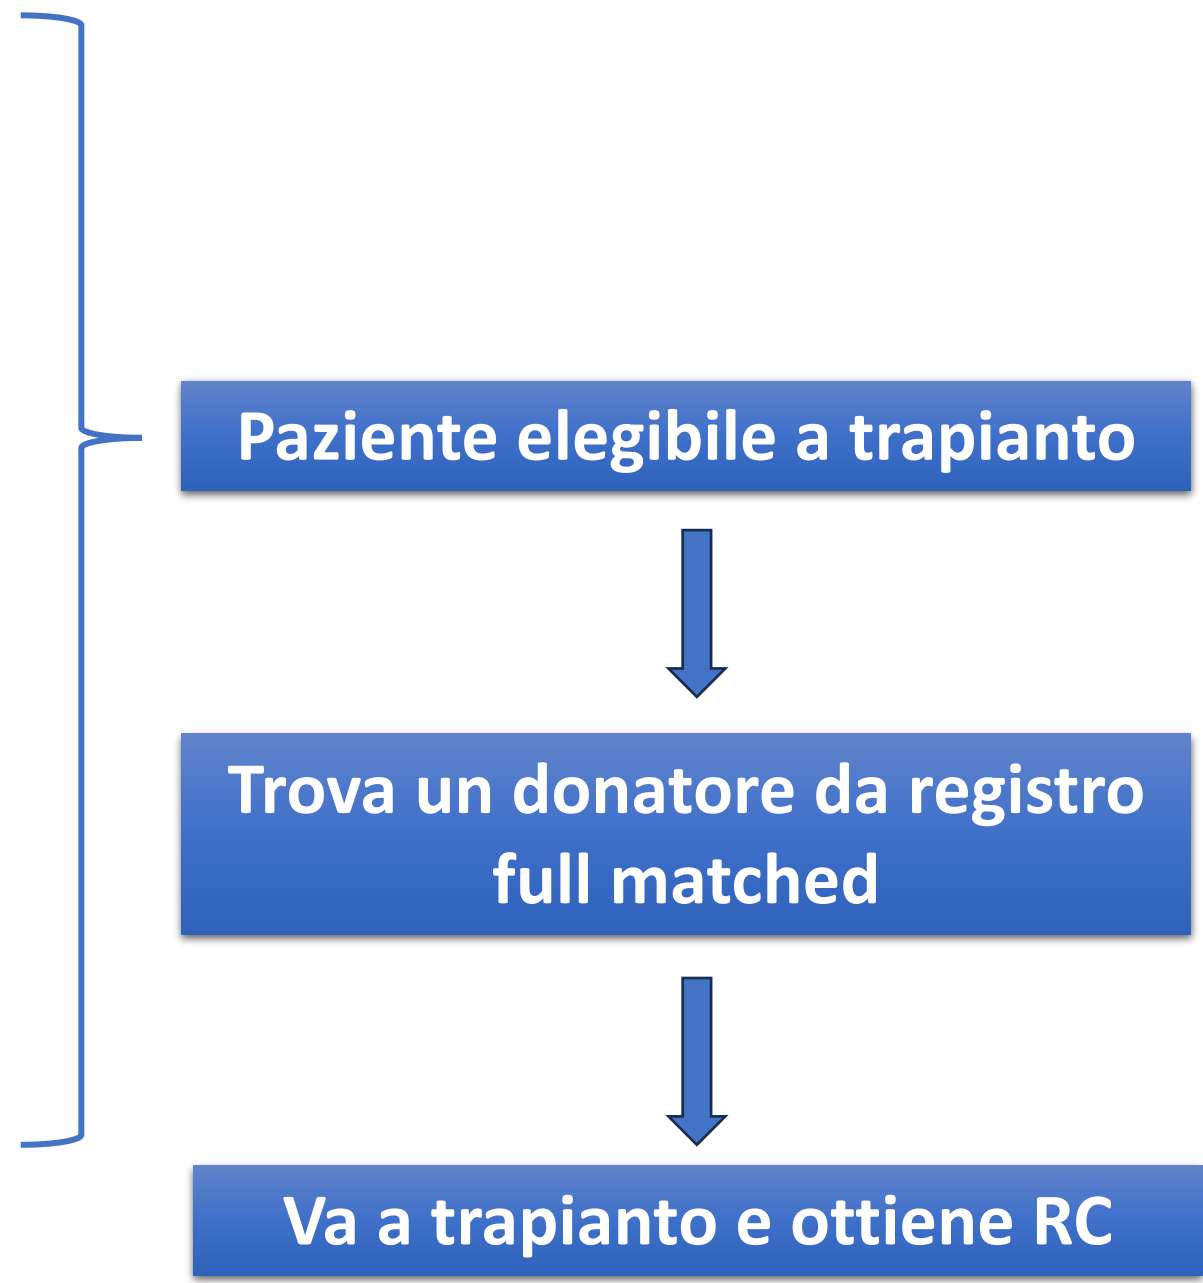 Paziente elegibile a trapianto
Trova un donatore da registro
full matched
Va a trapianto e ottiene RC